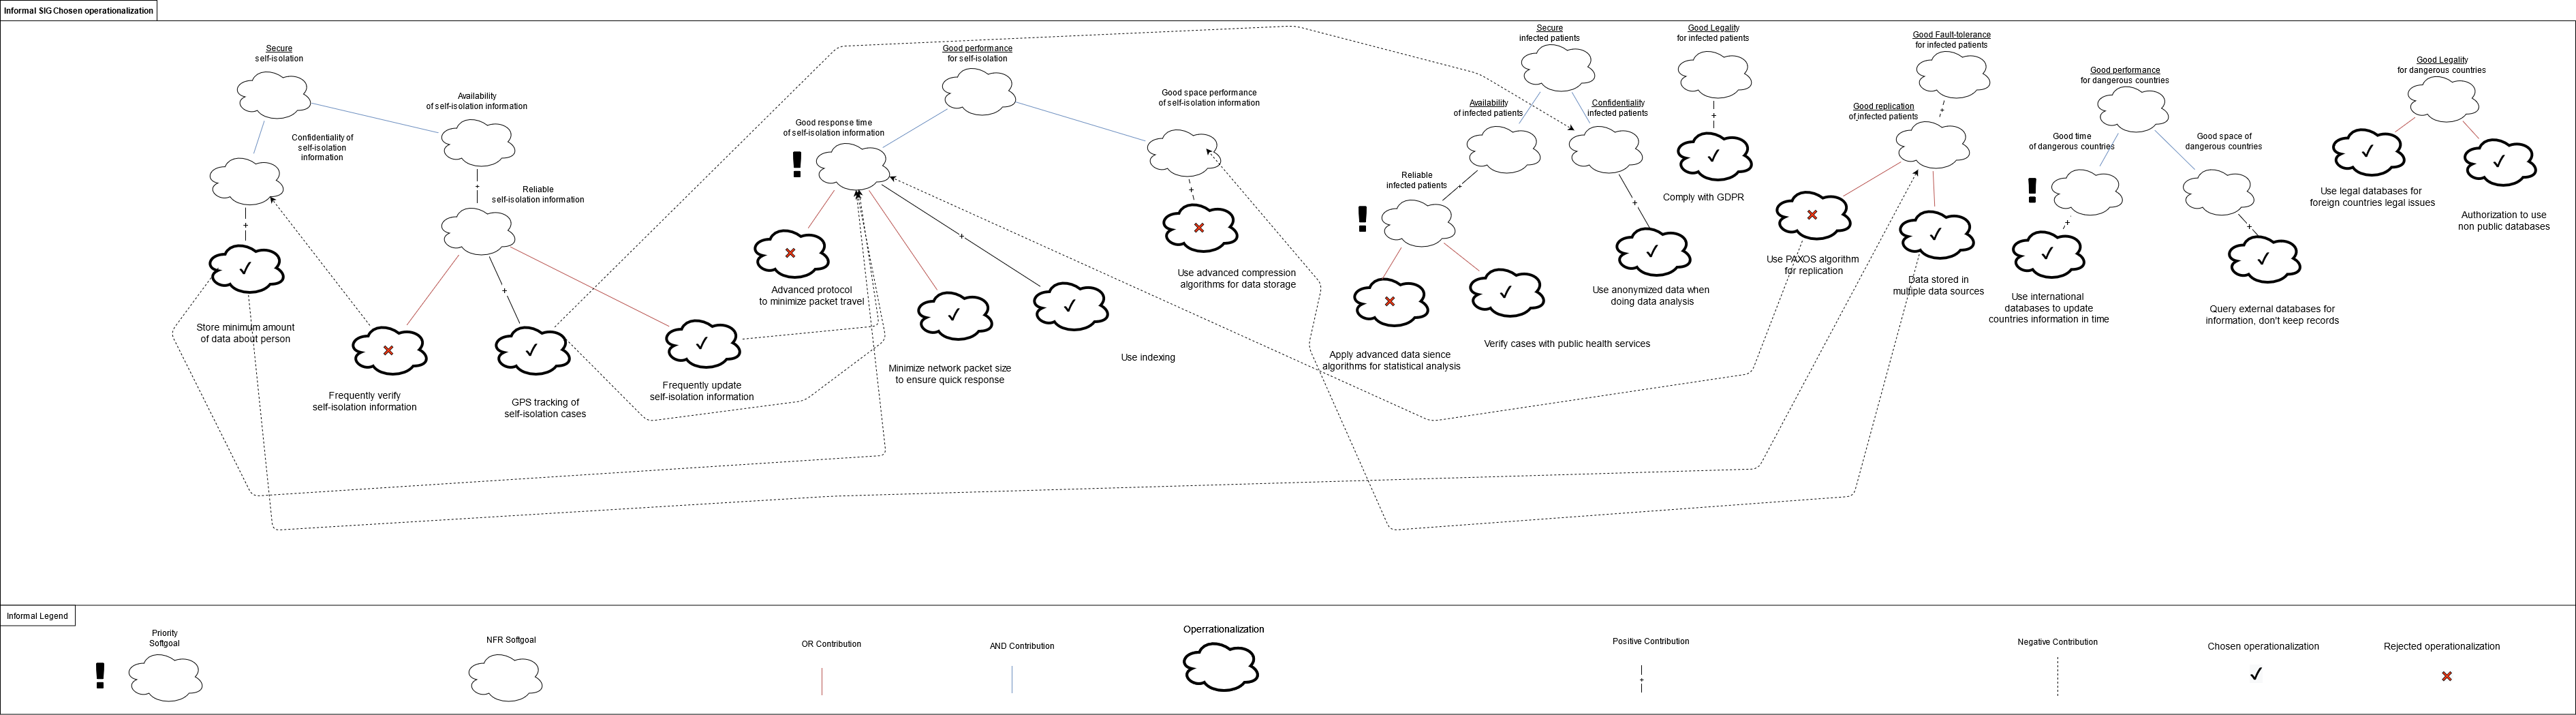 Informal SIG Chosen operationalization
Secure
self-isolation
Availability
of self-isolation information
Confidentiality of
self-isolation
information
+
Reliable
self-isolation information
+
Store minimum amount
of data about person
Frequently verify
self-isolation information
+
GPS tracking of
self-isolation cases
Frequently update
self-isolation information
Good performance
for self-isolation
Good response time
of self-isolation information
!
Good space performance
of self-isolation information
Advanced protocol
to minimize packet travel
Minimize network packet size
to ensure quick response
+
Use indexing
+
Use advanced compression
algorithms for data storage
Secure
infected patients
Availability
of infected patients
Confidentiality
infected patients
Reliable
infected patients
+
!
Apply advanced data sience
algorithms for statistical analysis
Verify cases with public health services
+
Use anonymized data when
doing data analysis
Good Legality
for infected patients
+
Comply with GDPR
Good Fault-tolerance
for infected patients
+
Good replication
of infected patients
Use PAXOS algorithm
for replication
Data stored in
multiple data sources
Good performance
for dangerous countries
Good time
of dangerous countries
Good space of
dangerous countries
!
+
Use international
databases to update
countries information in time
+
Query external databases for
information, don't keep records
Good Legality
for dangerous countries
Use legal databases for
foreign countries legal issues
Authorization to use
non public databases
Informal Legend
!
Priority
Softgoal
NFR Softgoal
OR Contribution
AND Contribution
Operrationalization
Positive Contribution
+
Negative Contribution
Chosen operationalization
Rejected operationalization